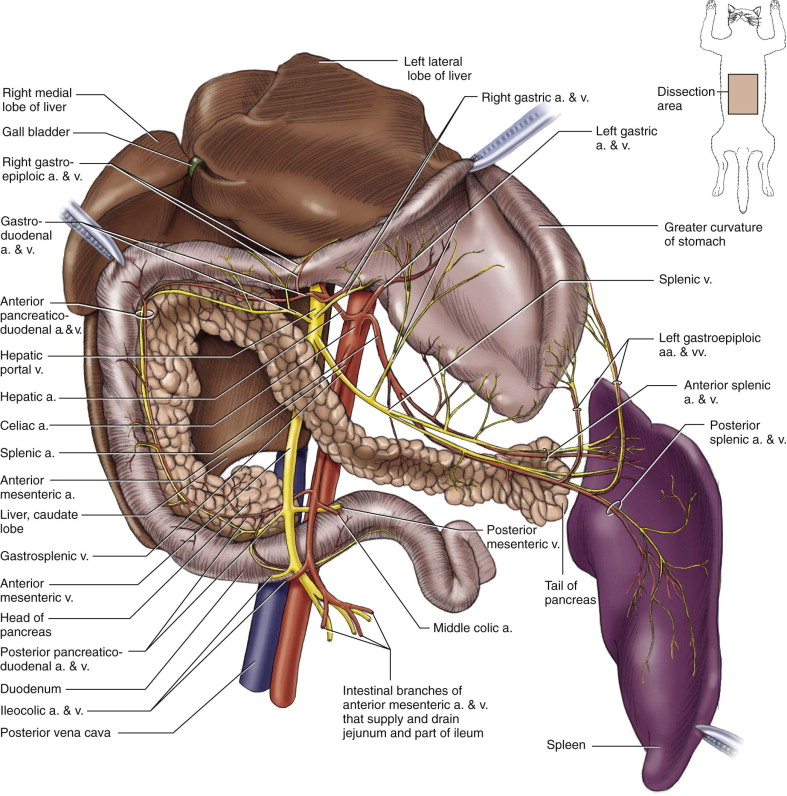 Left lateral
lobe of liver
Right gastric a. & v.
Left gastric
a. & v.
Dissection
area
Right medial
lobe of liver
Gall bladder
Right gastro-
epiploic a. & v.
Gastro-
duodenal
a. & v.
Anterior
pancreatico-
duodenal a.&v.
Hepatic
portal v.
Hepatic a.
Celiac a.
Splenic a.
Anterior
mesenteric a.
Liver, caudate
lobe
Gastrosplenic v.
Anterior
mesenteric v.
Head of
pancreas
Posterior pancreatico-
duodenal a. & v.
Duodenum
Ileocolic a. & v.
Posterior vena cava
Greater curvature
of stomach
Splenic v.
Left gastroepiploic
aa. & vv.
Anterior splenic
a. & v.
Posterior
splenic a. & v.
Posterior
mesenteric v.
Tail of
pancreas
Middle colic a.
Intestinal branches of
anterior mesenteric a. & v.
that supply and drain
jejunum and part of ileum
Spleen